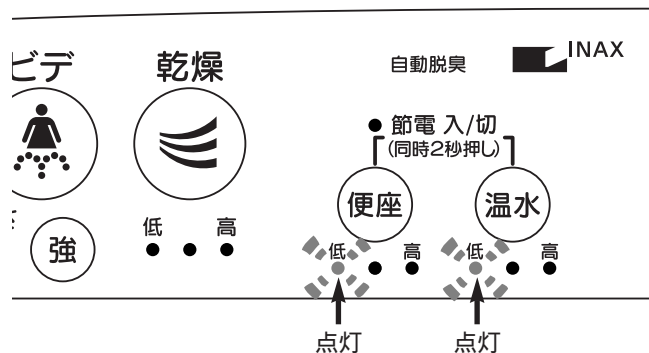 ビデ
乾燥
自動脱臭
INAX
節電 入/切
(同時2秒押し)
便座
温水
強
低 高
低 高
低 高
点灯
点灯